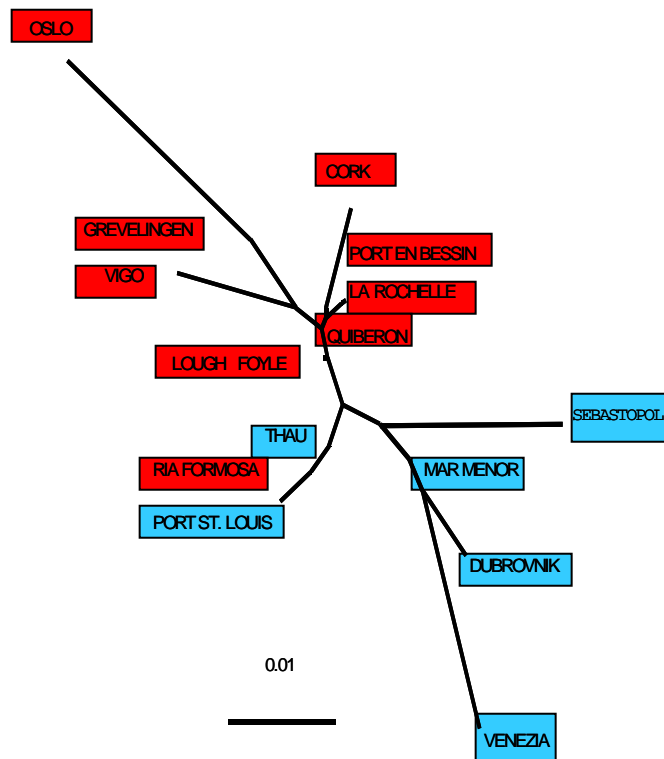 OSLO
CORK
GREVELINGEN
PORT EN BESSIN
VIGO
LA ROCHELLE
QUIBERON
LOUGH FOYLE
SEBASTOPOL
THAU
RIA FORMOSA
MAR MENOR
PORT ST. LOUIS
DUBROVNIK
0.01
VENEZIA